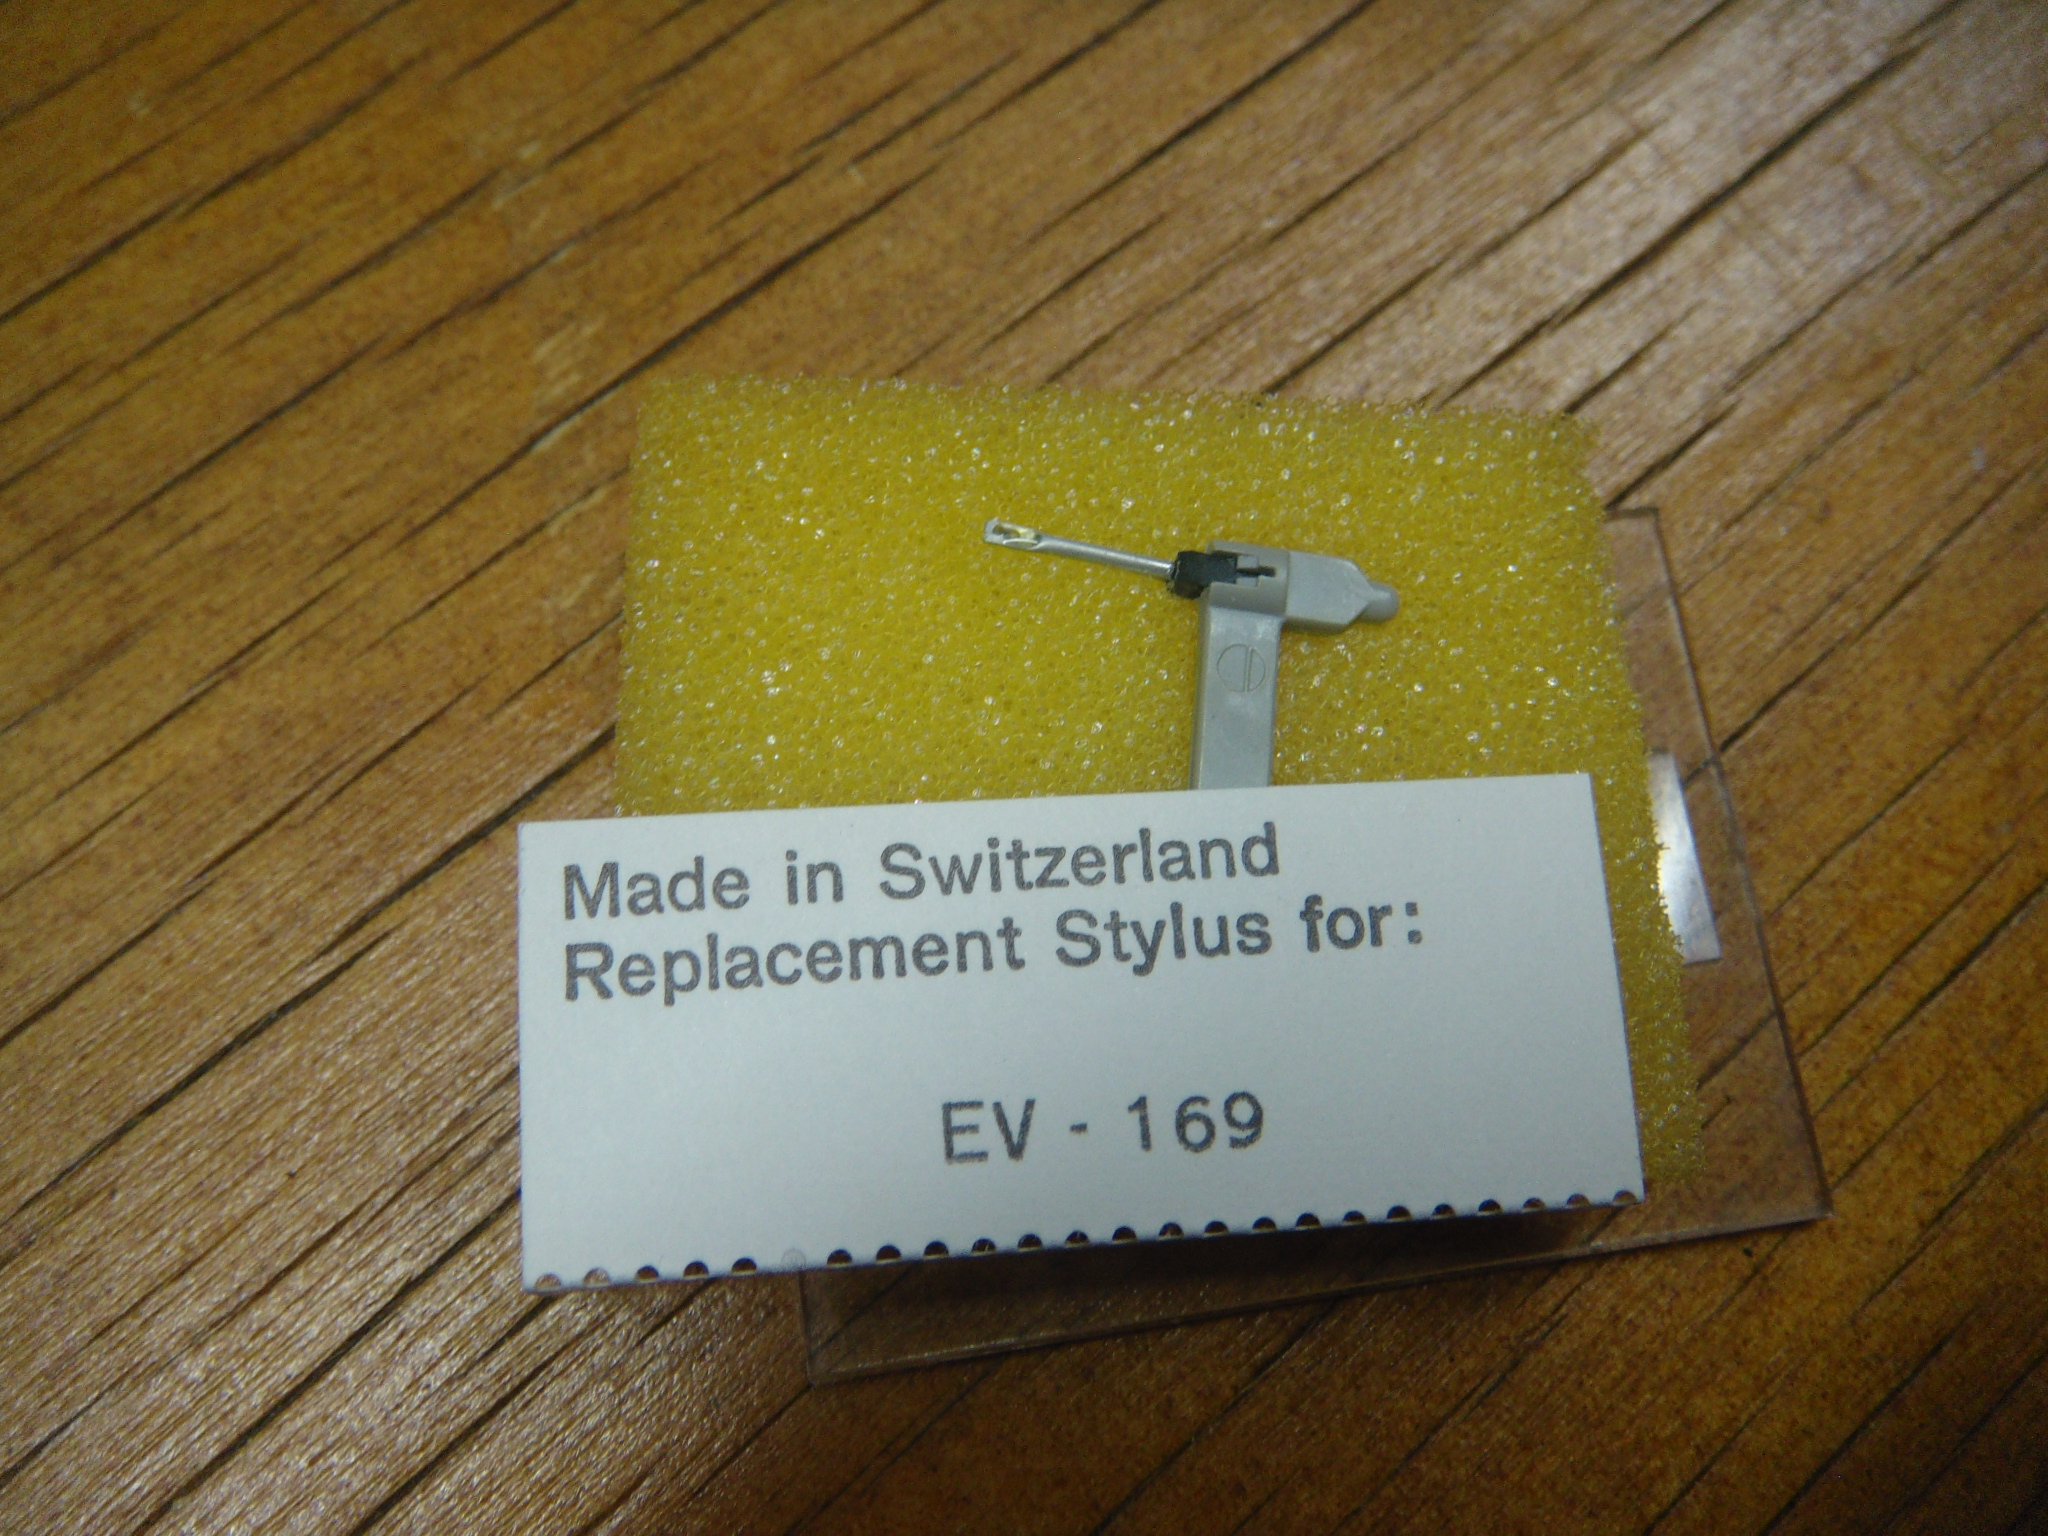 Made in Switzerland
Replacement Stylus for:
EV - 169